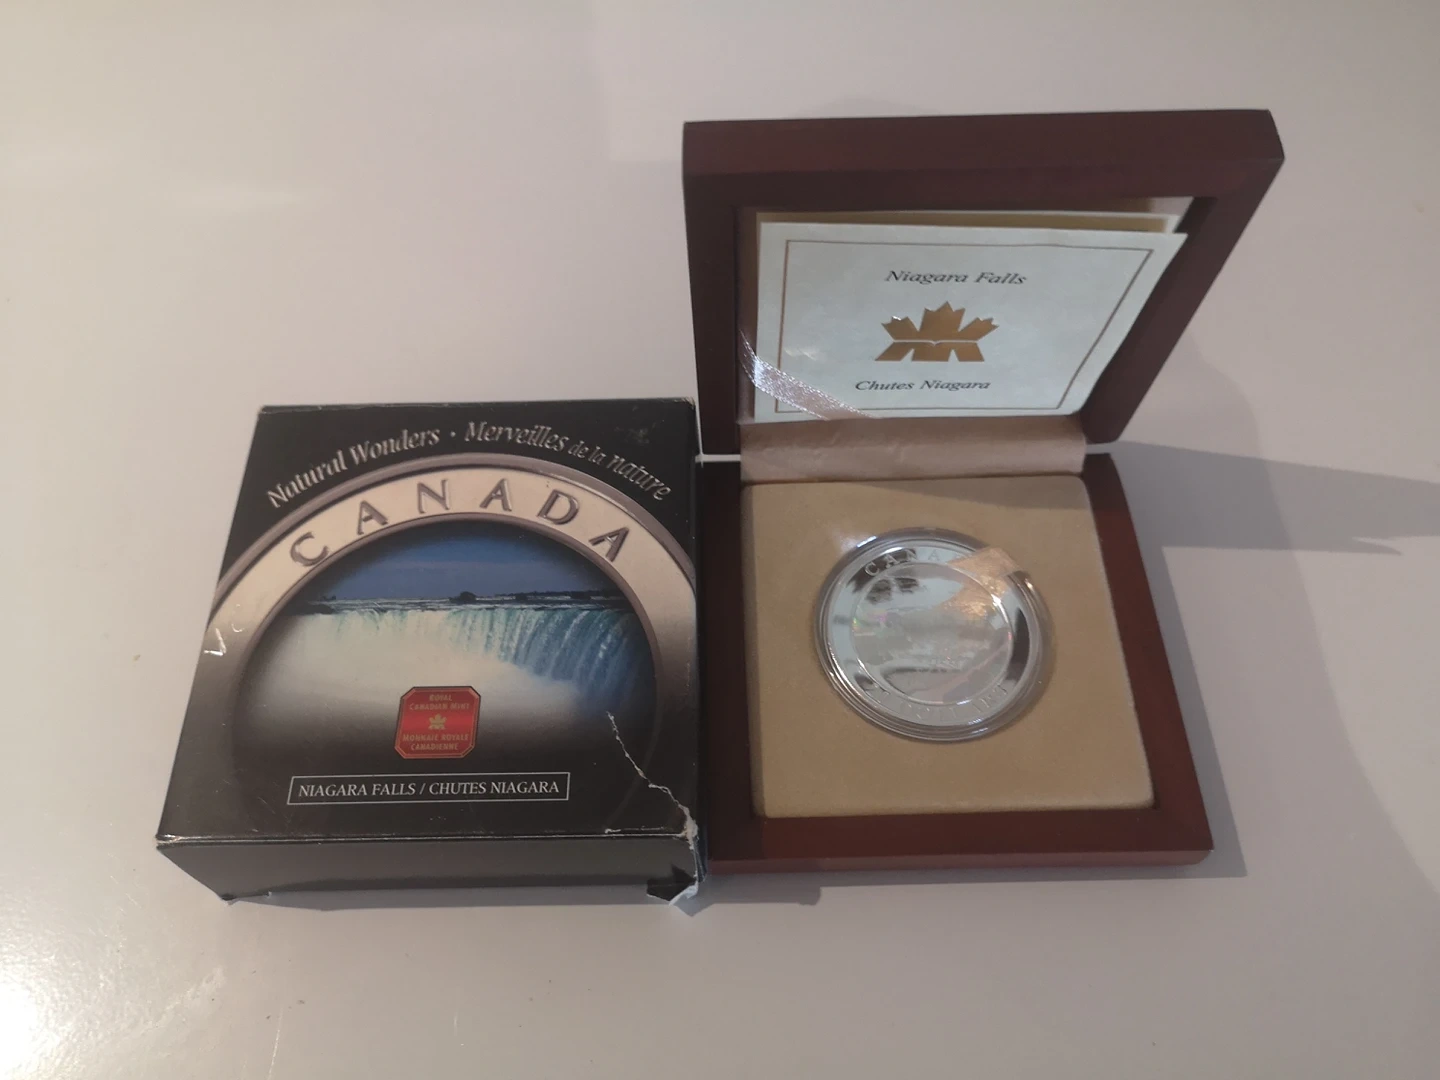 Natural Wonders · Merveilles de la nature
CANADA
ROYAL
CANADIAN MINT
MONNAIE ROYALE
CANADIENNE
NIAGARA FALLS / CHUTES NIAGARA
Niagara Falls
Chutes Niagara